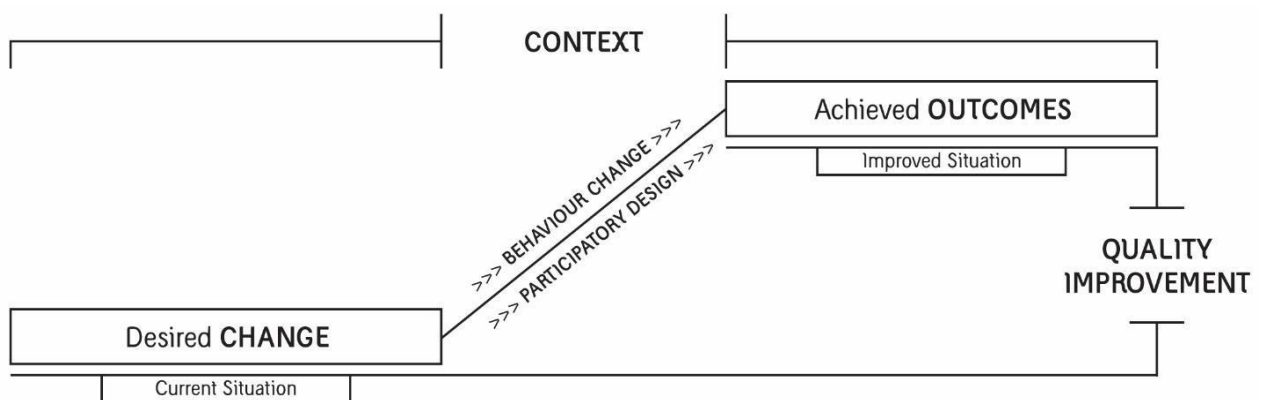 CONTEXT
Achieved OUTCOMES
Improved Situation
>>> BEHAVIOUR CHANGE >>>
>>> PARTICIPATORY DESIGN >>>
QUALITY
IMPROVEMENT
Desired CHANGE
Current Situation